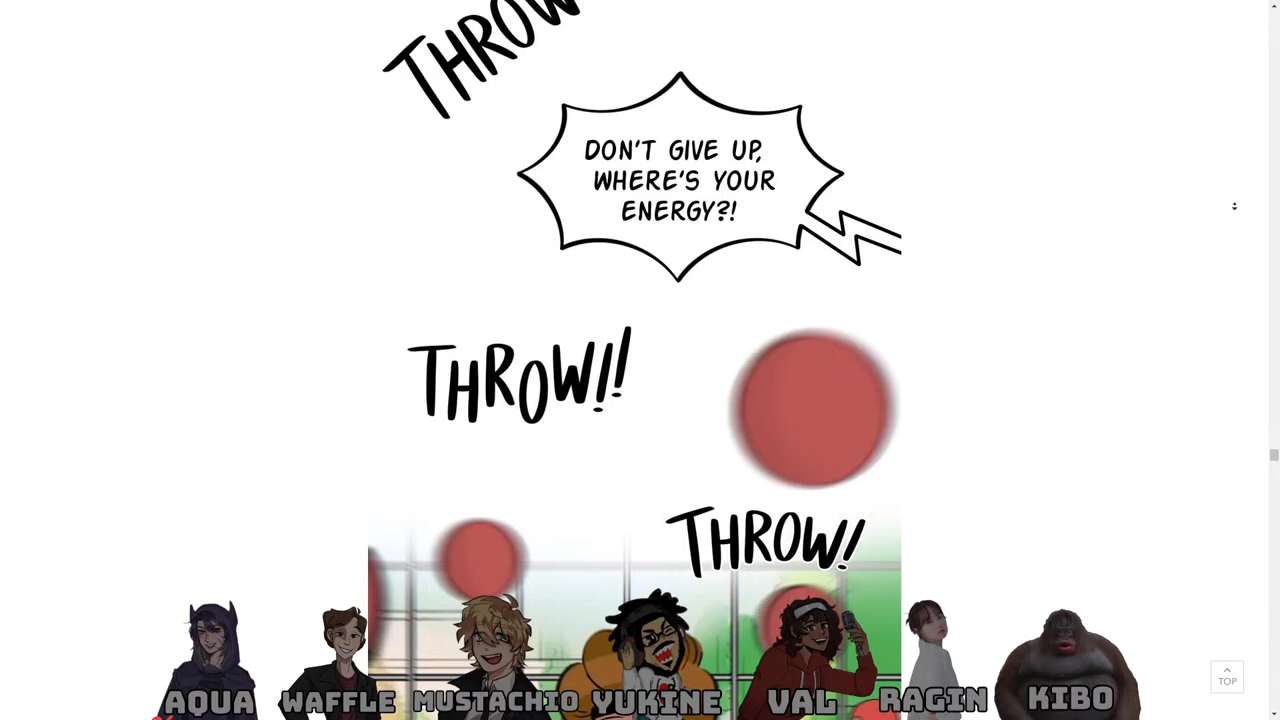 THROW
DON'T GIVE UP,
WHERE'S YOUR
ENERGY?!
THROW!!
THROW!
AQUA WAFFLE MUSTACHIO YUKINE VAL RAGIN KIBO
TOP